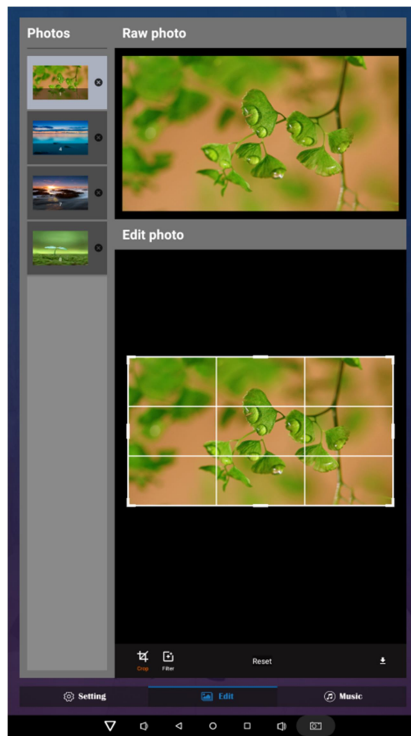 Photos
Raw photo
Edit photo
Crop
Filter
Reset
Setting
Edit
Music